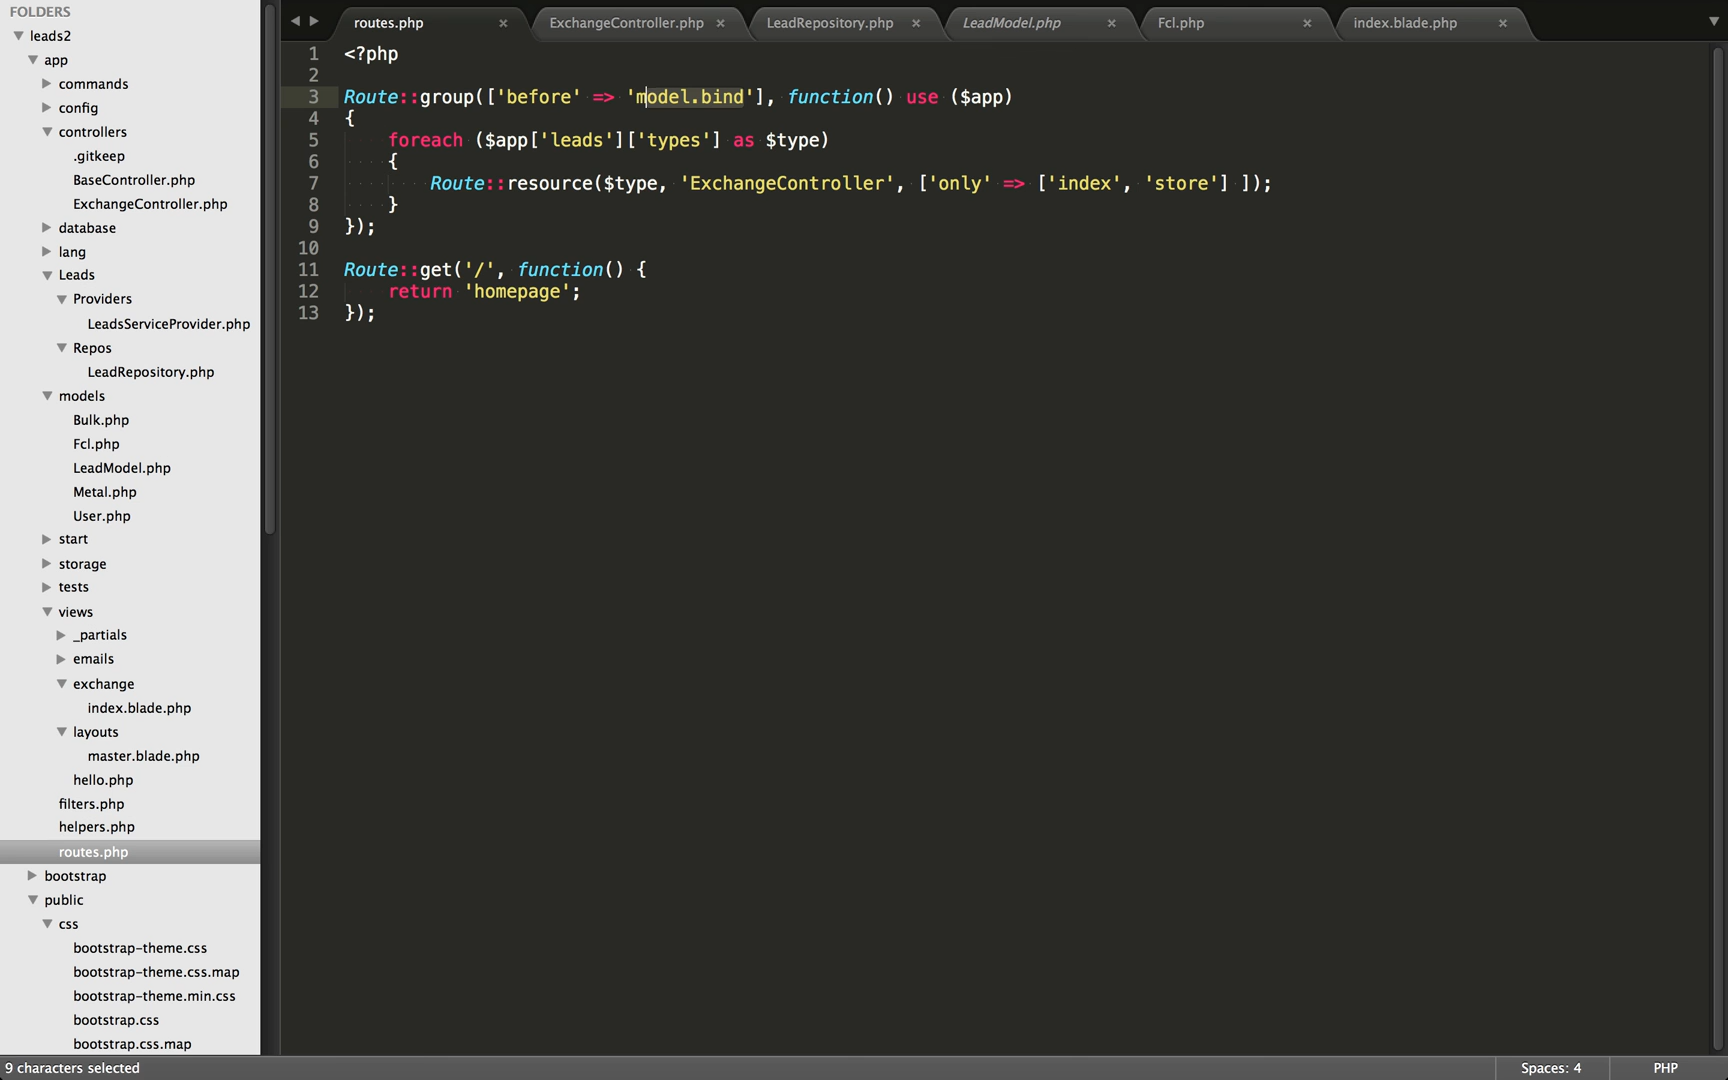 FOLDERS
leads2
app
commands
config
controllers
.gitkeep
BaseController.php
ExchangeController.php
database
lang
Leads
Providers
LeadsServiceProvider.php
Repos
LeadRepository.php
models
Bulk.php
Fcl.php
LeadModel.php
Metal.php
User.php
start
storage
tests
views
_partials
emails
exchange
index.blade.php
layouts
master.blade.php
hello.php
filters.php
helpers.php
routes.php
bootstrap
public
css
bootstrap-theme.css
bootstrap-theme.css.map
bootstrap-theme.min.css
bootstrap.css
bootstrap.css.map
routes.php × ExchangeController.php × LeadRepository.php × LeadModel.php × Fcl.php × index.blade.php ×
1 <?php
2
3 Route::group(['before' => 'model.bind'], function() use ($app)
4 {
5 foreach ($app['leads']['types'] as $type)
6 {
7 Route::resource($type, 'ExchangeController', ['only' => ['index', 'store'] ]);
8 }
9 });
10
11 Route::get('/', function() {
12 return 'homepage';
13 });
9 characters selected Spaces: 4 PHP